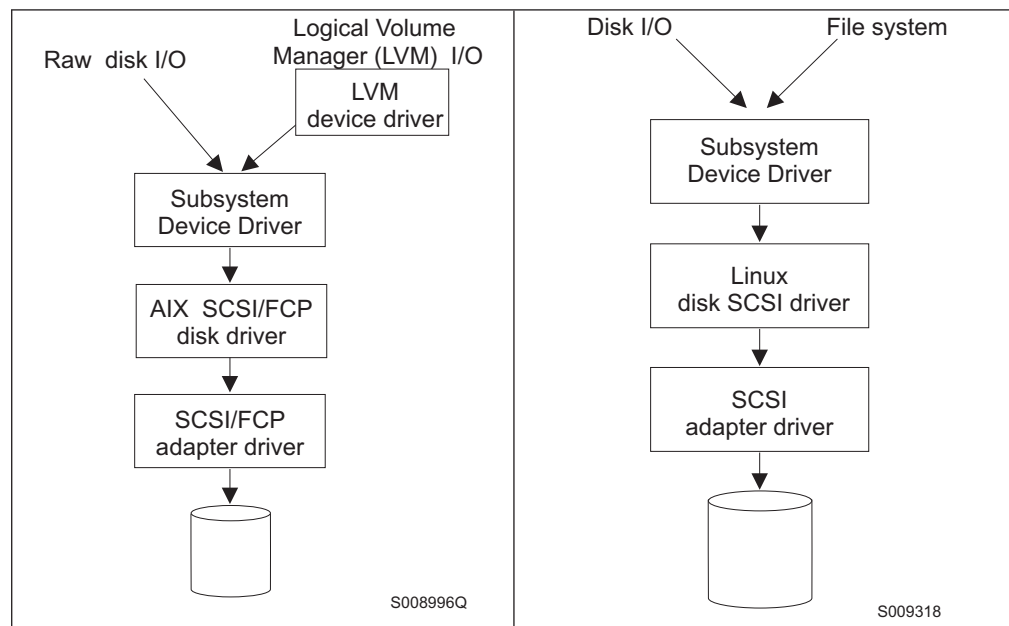 Raw disk I/O
Logical Volume
Manager (LVM) I/O
LVM
device driver
Subsystem
Device Driver
AIX SCSI/FCP
disk driver
SCSI/FCP
adapter driver
S008996Q
Disk I/O
File system
Subsystem
Device Driver
Linux
disk SCSI driver
SCSI
adapter driver
S009318